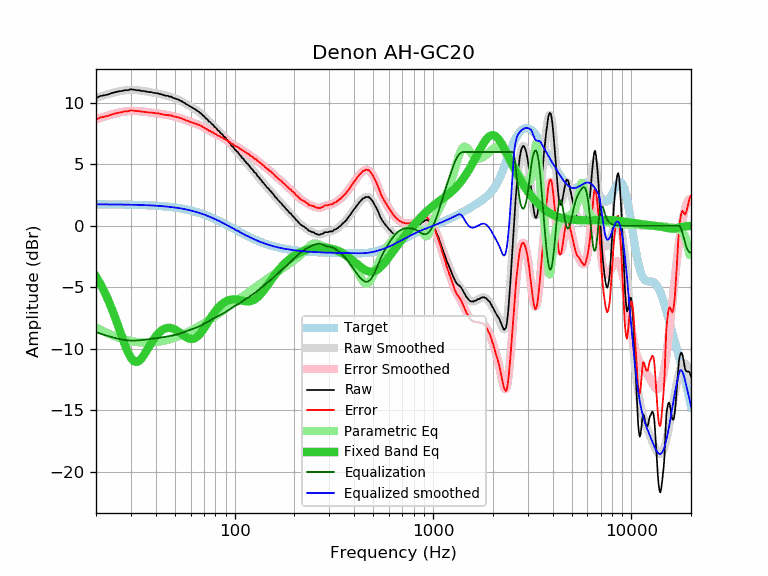 Denon AH-GC20
10
5
0
−5
−10
−15
−20
Amplitude (dBr)
Target
Raw Smoothed
Error Smoothed
Raw
Error
Parametric Eq
Fixed Band Eq
Equalization
Equalized smoothed
100 1000 10000
Frequency (Hz)